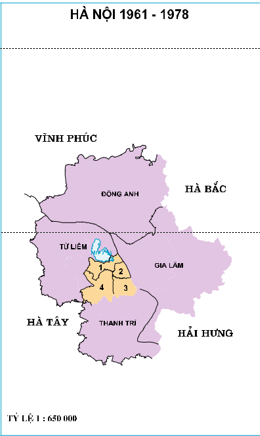 HÀ NỘI 1961 - 1978
VĨNH PHÚC
ĐÔNG ANH
HÀ BẮC
TỪ LIÊM
1
2
GIA LÂM
4
3
HÀ TÂY
THANH TRÌ
HẢI HƯNG
TỶ LỆ 1 : 650 000